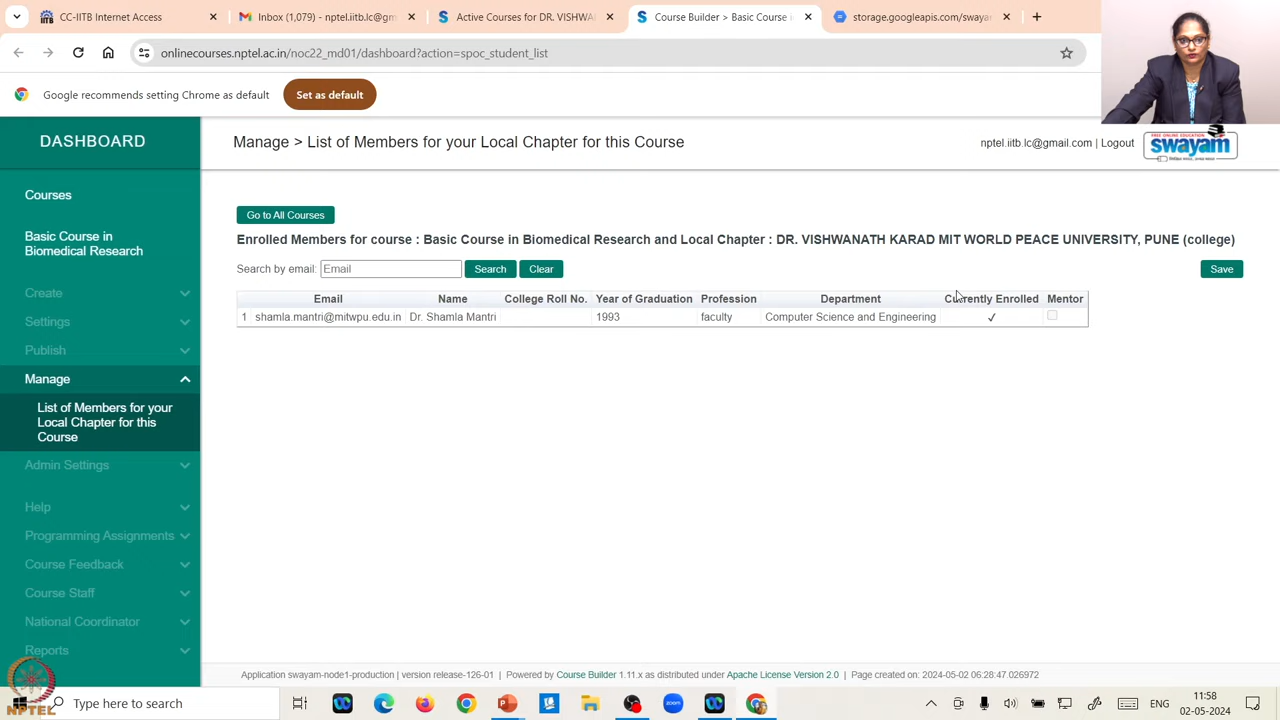 CC-IITB Internet Access
Inbox (1,079) - nptel.iitb.lc@gm
Active Courses for DR. VISHWA
Course Builder > Basic Course in
storage.googleapis.com/swaya
onlinecourses.nptel.ac.in/noc22_md01/dashboard?action=spoc_student_list
Google recommends setting Chrome as default
Set as default
DASHBOARD
Manage > List of Members for your Local Chapter for this Course
nptel.iitb.lc@gmail.com | Logout
FREE ONLINE EDUCATION
swayam
Courses
Basic Course in
Biomedical Research
Create
Settings
Publish
Manage
List of Members for your
Local Chapter for this
Course
Admin Settings
Help
Programming Assignments
Course Feedback
Course Staff
National Coordinator
Reports
Go to All Courses
Enrolled Members for course : Basic Course in Biomedical Research and Local Chapter : DR. VISHWANATH KARAD MIT WORLD PEACE UNIVERSITY, PUNE (college)
Search by email: Email Search Clear Save
Email Name College Roll No. Year of Graduation Profession Department Currently Enrolled Mentor
1 shamla.mantri@mitwpu.edu.in Dr. Shamla Mantri 1993 faculty Computer Science and Engineering ✓
Powered by Course Builder 1.11.x as distributed under Apache License Version 2.0 | Page created on: 2024-05-02 06:28:47.026972
NPTEL
Type here to search
zoom
ENG
11:58
02-05-2024